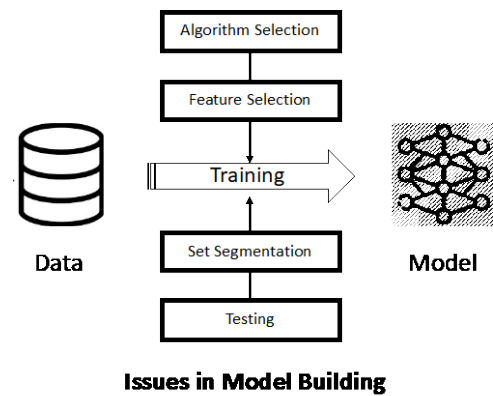 Algorithm Selection
Feature Selection
Training
Data
Model
Set Segmentation
Testing
Issues in Model Building